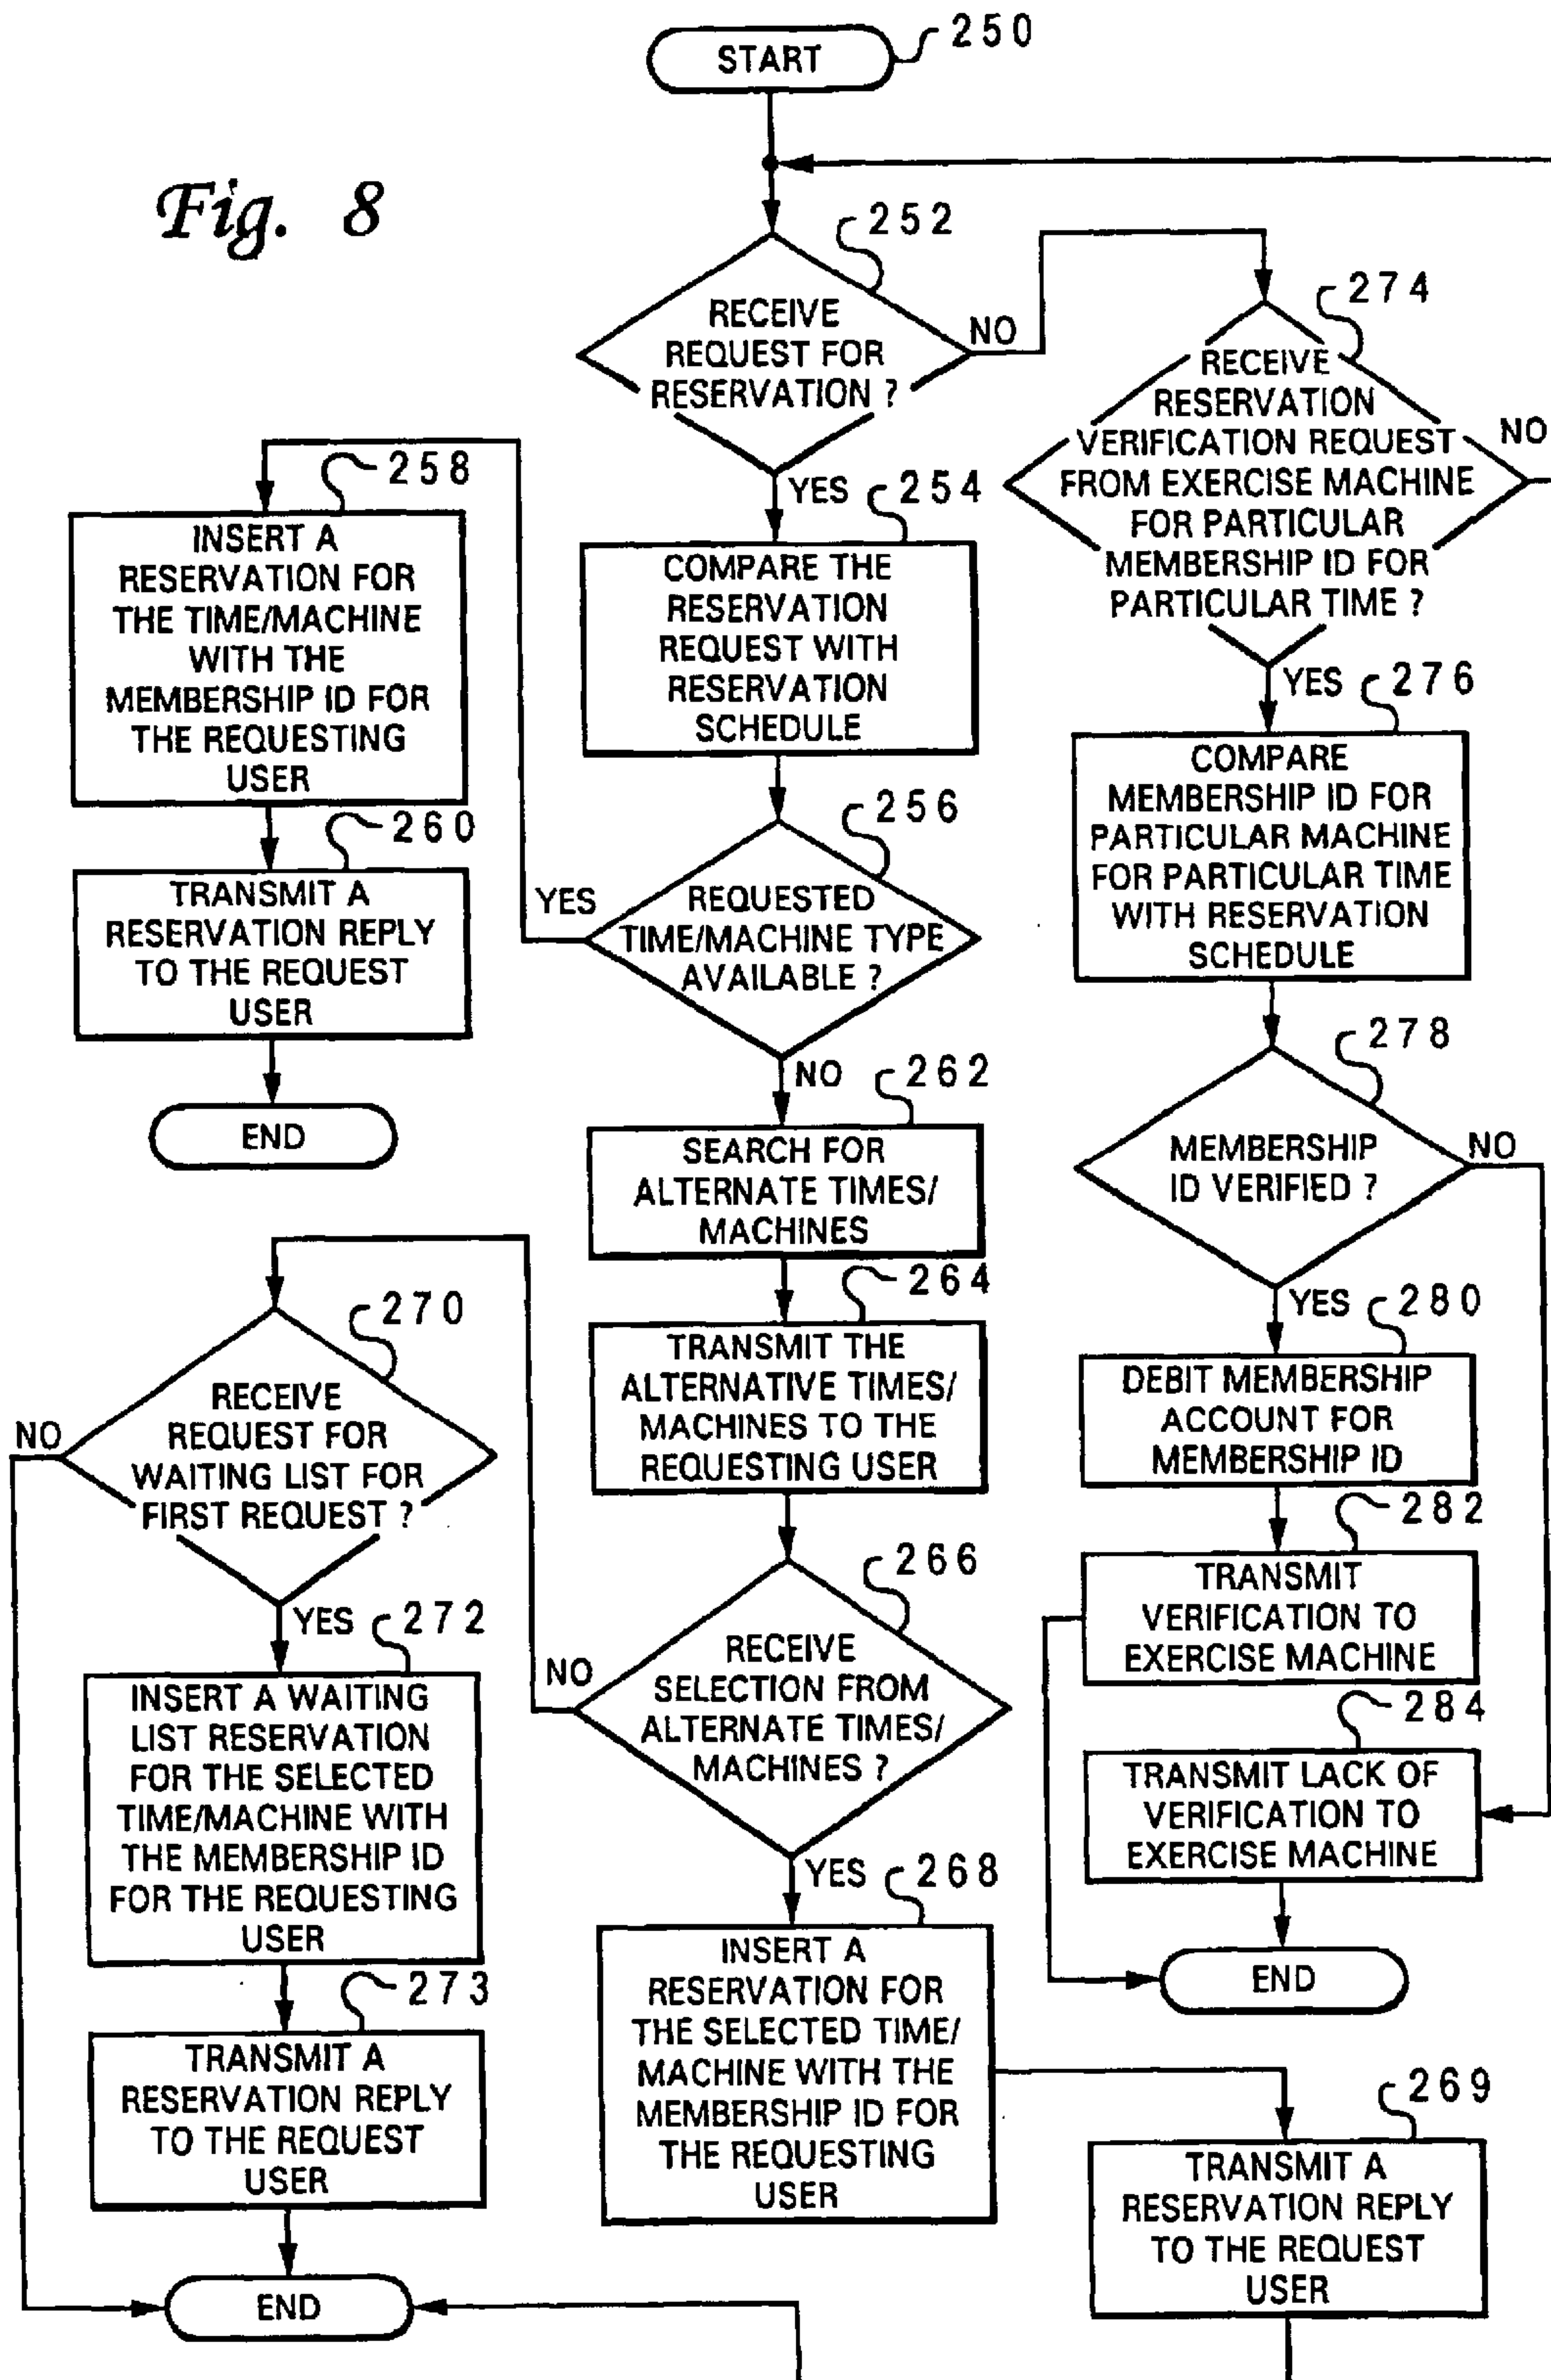 START
250
Fig. 8
252
RECEIVE
REQUEST FOR
RESERVATION ?
NO
YES
274
RECEIVE
RESERVATION
VERIFICATION REQUEST
FROM EXERCISE MACHINE
FOR PARTICULAR
MEMBERSHIP ID FOR
PARTICULAR TIME ?
NO
YES
254
COMPARE THE
RESERVATION
REQUEST WITH
RESERVATION
SCHEDULE
258
INSERT A
RESERVATION FOR
THE TIME/MACHINE
WITH THE
MEMBERSHIP ID FOR
THE REQUESTING
USER
260
TRANSMIT A
RESERVATION REPLY
TO THE REQUEST
USER
END
256
YES
REQUESTED
TIME/MACHINE TYPE
AVAILABLE ?
NO
276
COMPARE
MEMBERSHIP ID FOR
PARTICULAR MACHINE
FOR PARTICULAR TIME
WITH RESERVATION
SCHEDULE
278
MEMBERSHIP
ID VERIFIED ?
NO
YES
262
SEARCH FOR
ALTERNATE TIMES/
MACHINES
264
TRANSMIT THE
ALTERNATIVE TIMES/
MACHINES TO THE
REQUESTING USER
280
DEBIT MEMBERSHIP
ACCOUNT FOR
MEMBERSHIP ID
282
TRANSMIT
VERIFICATION TO
EXERCISE MACHINE
284
TRANSMIT LACK OF
VERIFICATION TO
EXERCISE MACHINE
END
270
NO
RECEIVE
REQUEST FOR
WAITING LIST FOR
FIRST REQUEST ?
YES
272
INSERT A WAITING
LIST RESERVATION
FOR THE SELECTED
TIME/MACHINE WITH
THE MEMBERSHIP ID
FOR THE REQUESTING
USER
273
TRANSMIT A
RESERVATION REPLY
TO THE REQUEST
USER
END
266
NO
RECEIVE
SELECTION FROM
ALTERNATE TIMES/
MACHINES ?
YES
268
INSERT A
RESERVATION FOR
THE SELECTED TIME/
MACHINE WITH THE
MEMBERSHIP ID FOR
THE REQUESTING
USER
269
TRANSMIT A
RESERVATION REPLY
TO THE REQUEST
USER